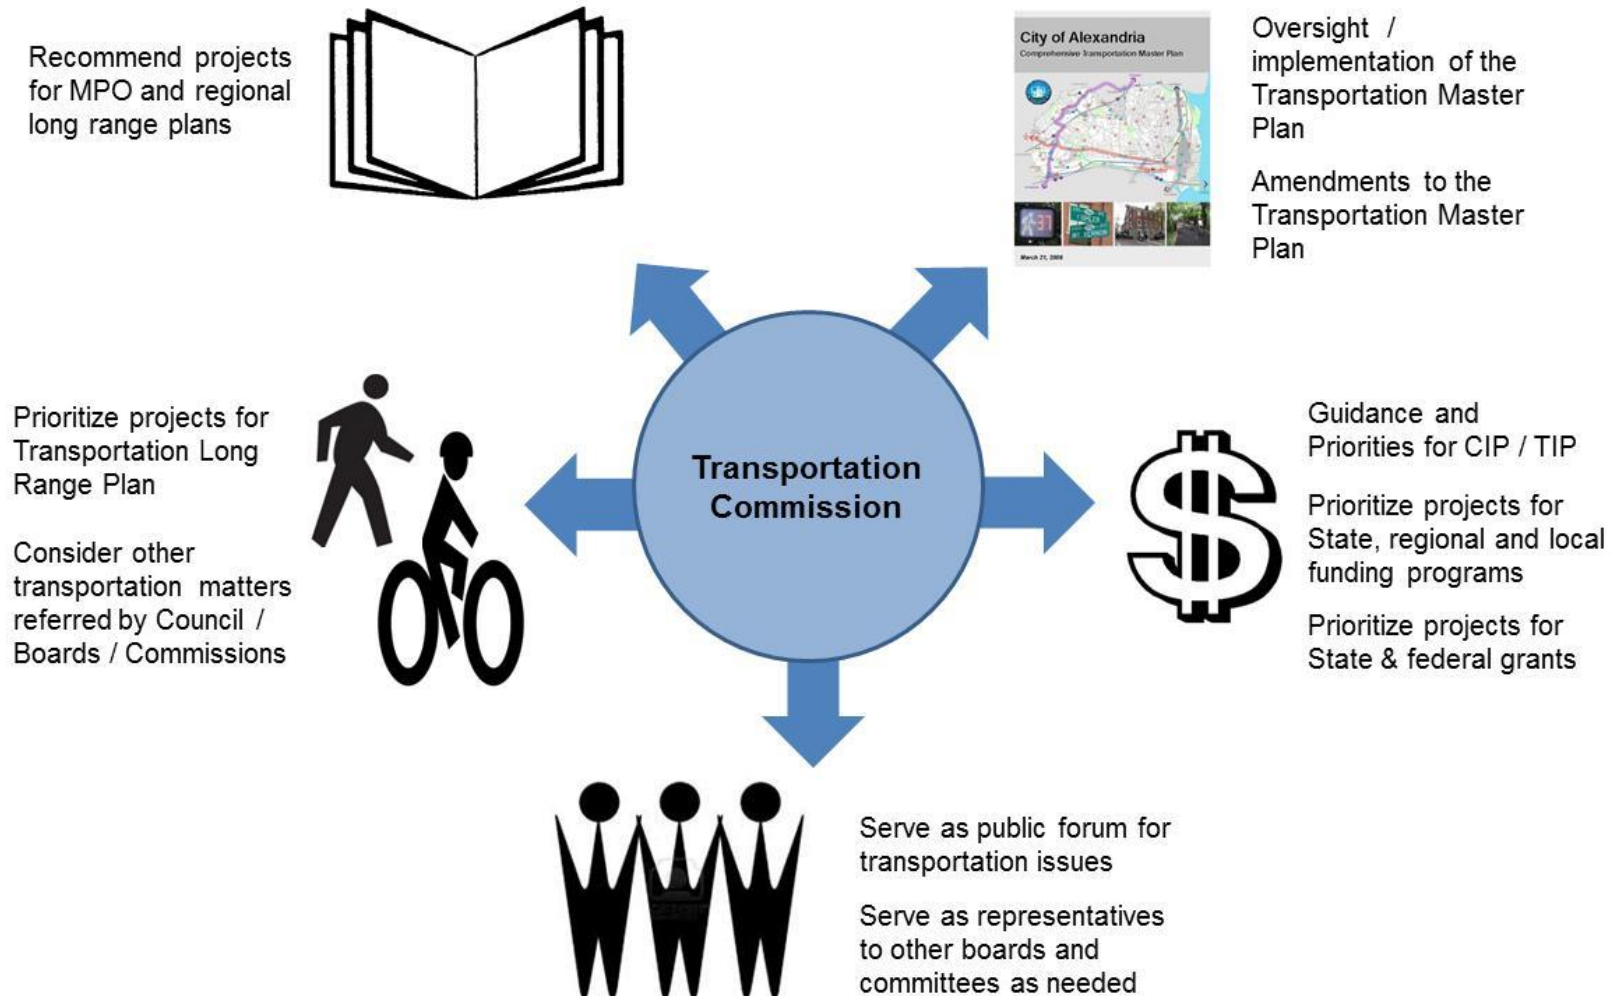 Recommend projects
for MPO and regional
long range plans
City of Alexandria
Comprehensive Transportation Master Plan
March 21, 2008
Oversight /
implementation of the
Transportation Master
Plan
Amendments to the
Transportation Master
Plan
Prioritize projects for
Transportation Long
Range Plan
Consider other
transportation matters
referred by Council /
Boards / Commissions
Transportation
Commission
Guidance and
Priorities for CIP / TIP
Prioritize projects for
State, regional and local
funding programs
Prioritize projects for
State & federal grants
Serve as public forum for
transportation issues
Serve as representatives
to other boards and
committees as needed